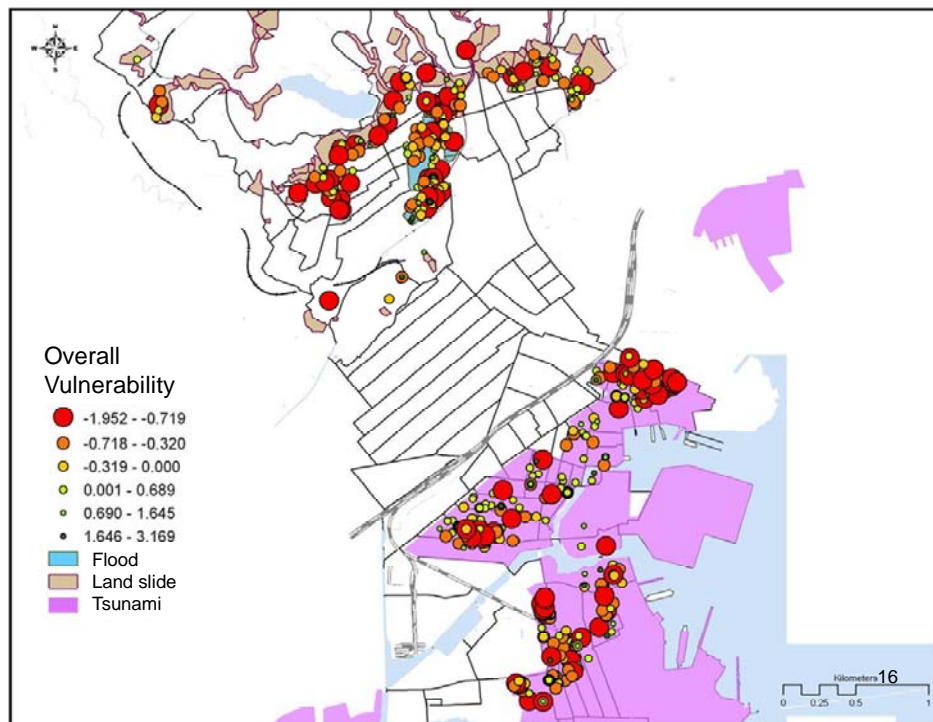 N
W E
S
Overall
Vulnerability
-1.952 - -0.719
-0.718 - -0.320
-0.319 - 0.000
0.001 - 0.689
0.690 - 1.645
1.646 - 3.169
Flood
Land slide
Tsunami
Kilometers 16
0 0.25 0.5 1